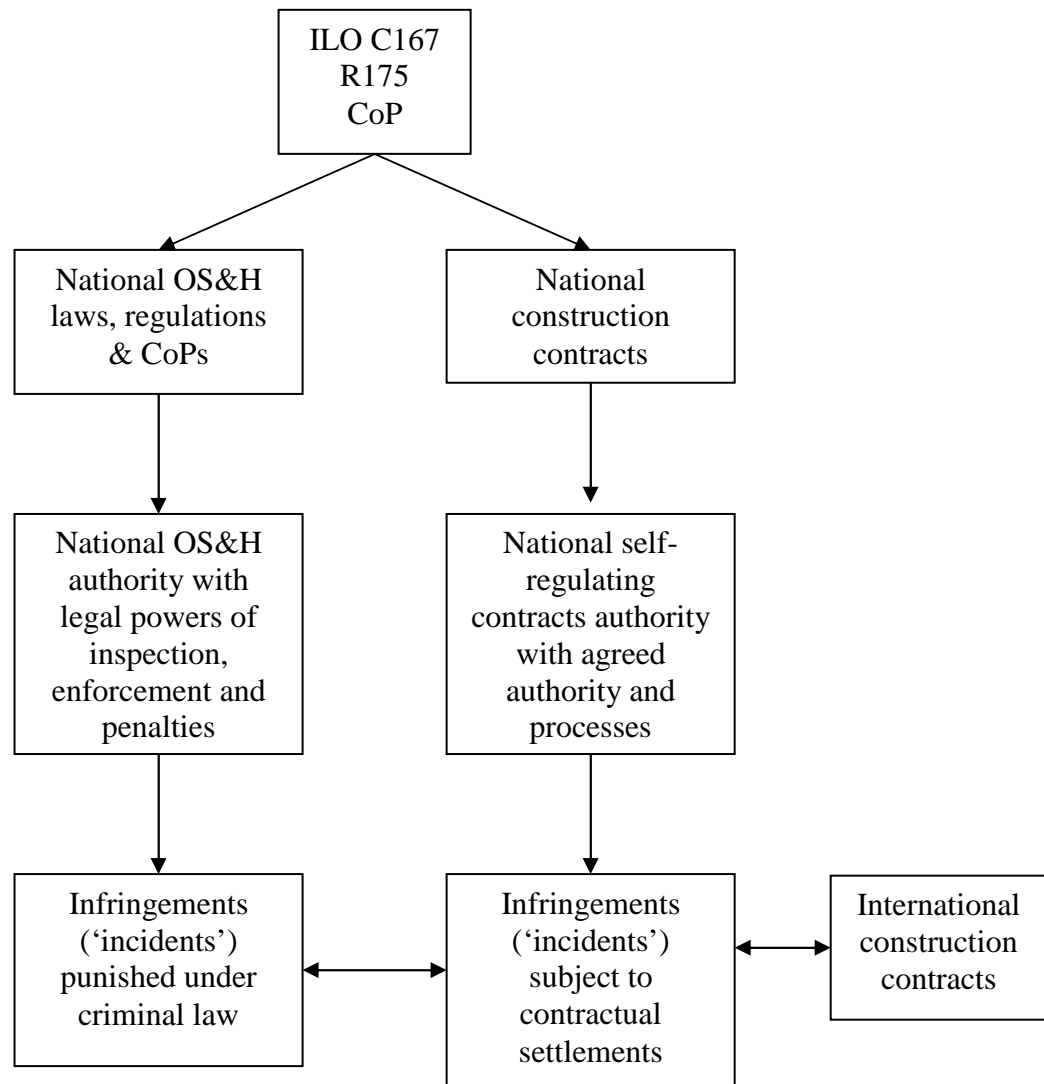 ILO C167
R175
CoP
National OS&H
laws, regulations
& CoPs
National
construction
contracts
National OS&H
authority with
legal powers of
inspection,
enforcement and
penalties
National self-
regulating
contracts authority
with agreed
authority and
processes
Infringements
(‘incidents’)
punished under
criminal law
Infringements
(‘incidents’)
subject to
contractual
settlements
International
construction
contracts